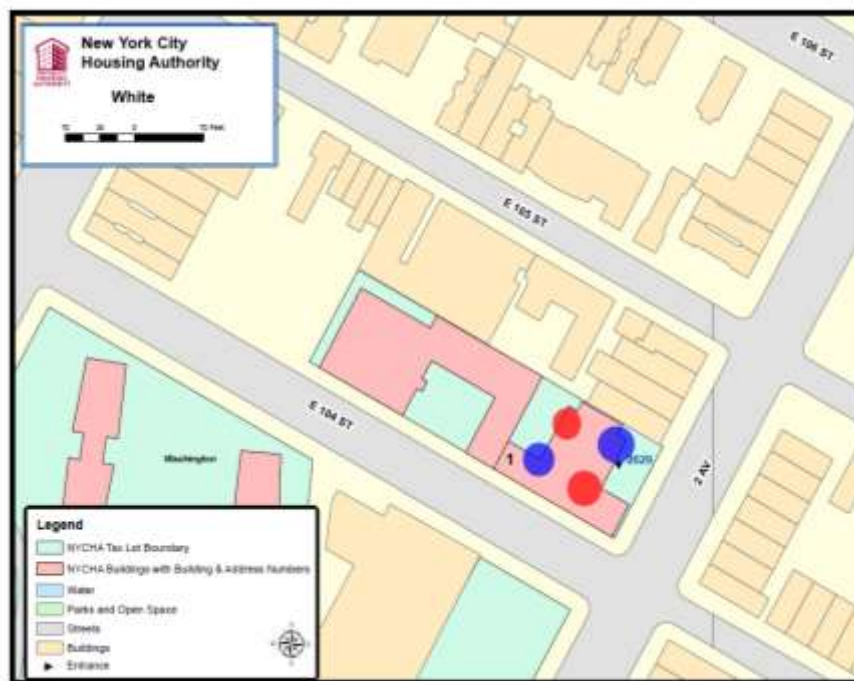 New York City
Housing Authority
White
E 106 ST
E 105 ST
E 104 ST
2 AV
Washington
1
Legend
NYCHA Tax Lot Boundary
NYCHA Buildings with Building & Address Numbers
Water
Parks and Open Space
Streets
Buildings
Entrance